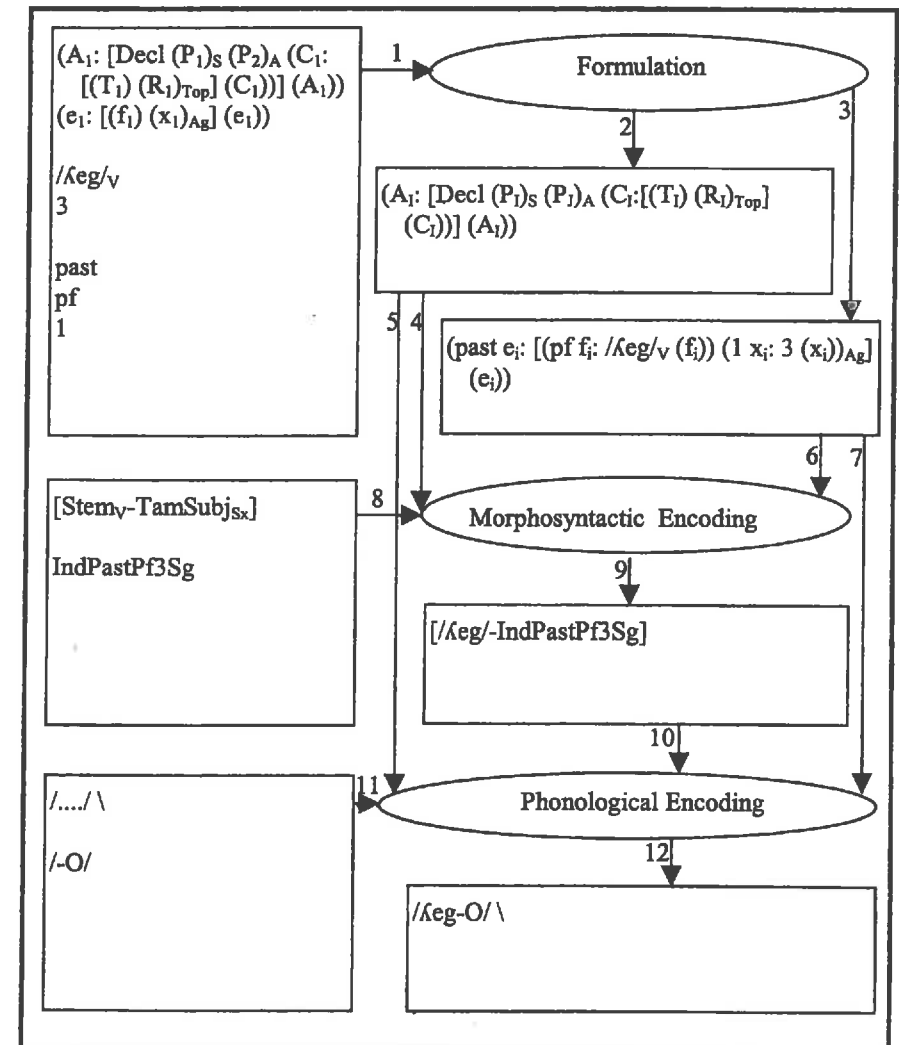 (A₁: [Decl (P₁)S (P₂)A (C₁:
[(T₁) (R₁)Top] (C₁))] (A₁))
(e₁: [(f₁) (x₁)Ag] (e₁))
/ʎeg/V
3
past
pf
1
1
Formulation
2
3
(AI: [Decl (PI)S (PJ)A (CI:[(TI) (RI)Top]
(CI))] (AI))
5
4
(past ei: [(pf fi: /ʎeg/V (fi)) (1 xi: 3 (xi))Ag]
(ei))
6
7
[StemV-TamSubjSx]
IndPastPf3Sg
8
Morphosyntactic Encoding
9
[/ʎeg/-IndPastPf3Sg]
10
/..../ \
/-O/
11
Phonological Encoding
12
/ʎeg-O/ \